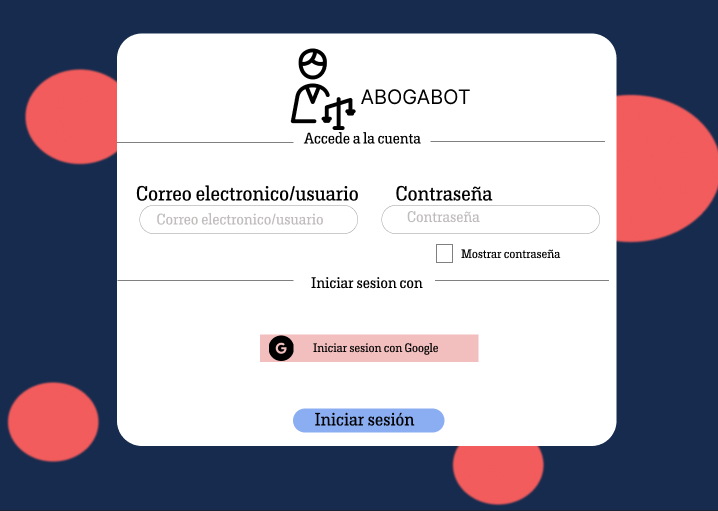 ABOGABOT
Accede a la cuenta
Correo electronico/usuario
Contraseña
Correo electronico/usuario
Contraseña
Mostrar contraseña
Iniciar sesion con
G
Iniciar sesion con Google
Iniciar sesión